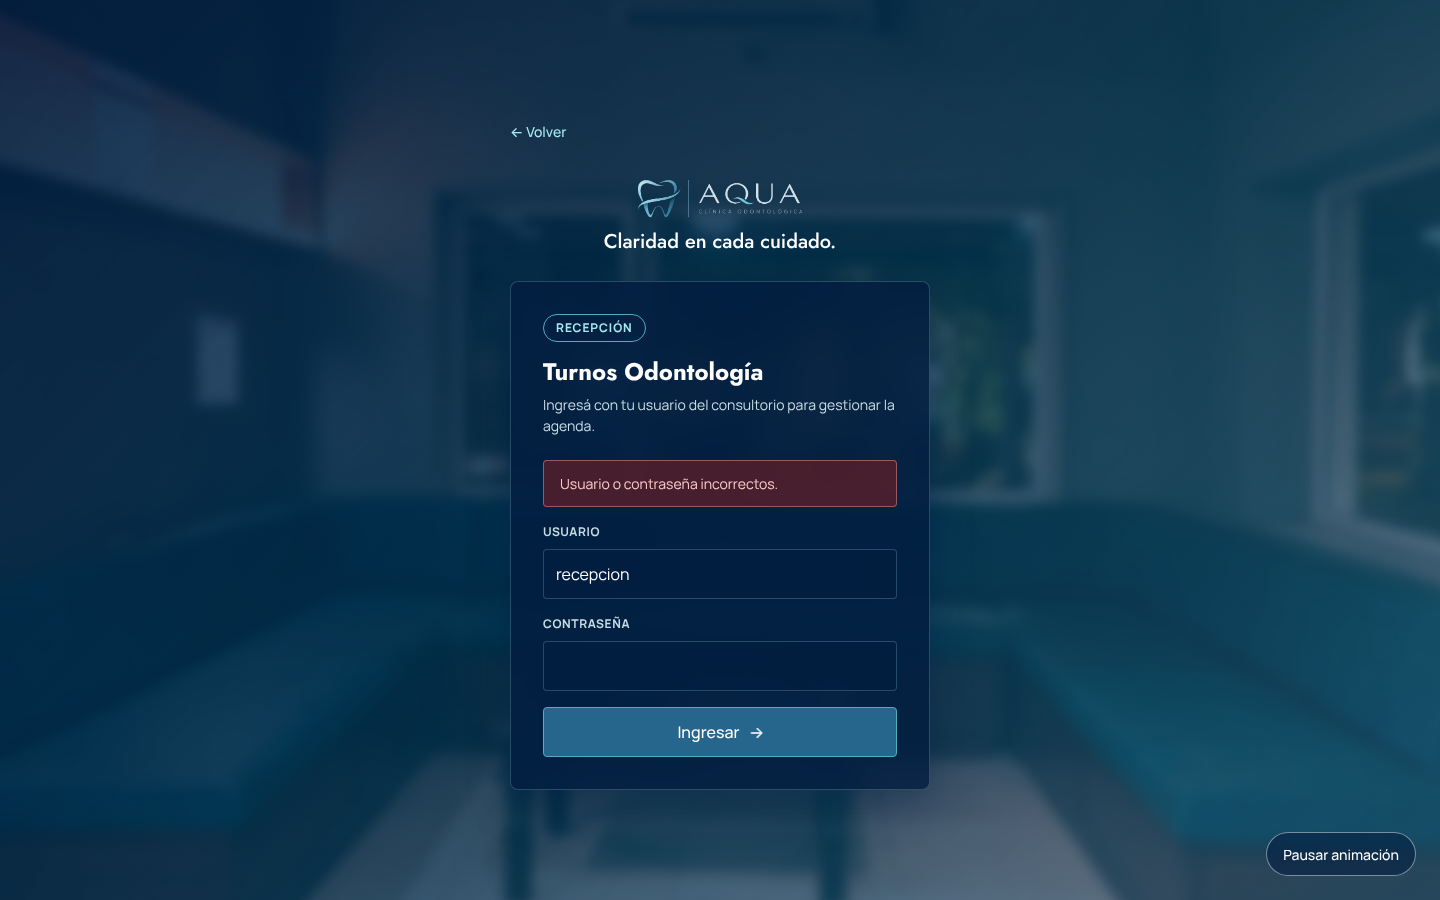 ← Volver
AQUA
CLÍNICA ODONTOLÓGICA
Claridad en cada cuidado.
RECEPCIÓN
Turnos Odontología
Ingresá con tu usuario del consultorio para gestionar la
agenda.
Usuario o contraseña incorrectos.
USUARIO
recepcion
CONTRASEÑA
Ingresar →
Pausar animación